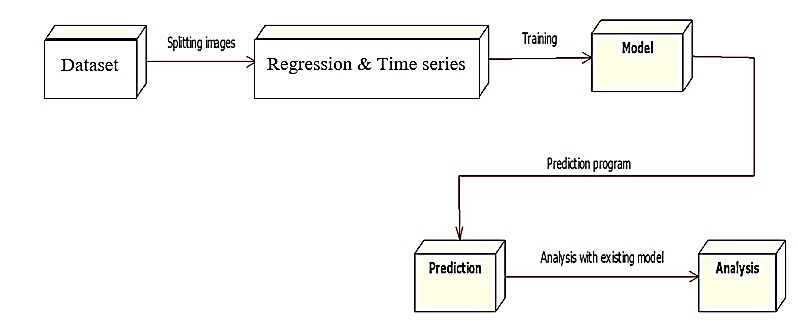 Dataset
Splitting images
Regression & Time series
Training
Model
Prediction program
Prediction
Analysis with existing model
Analysis